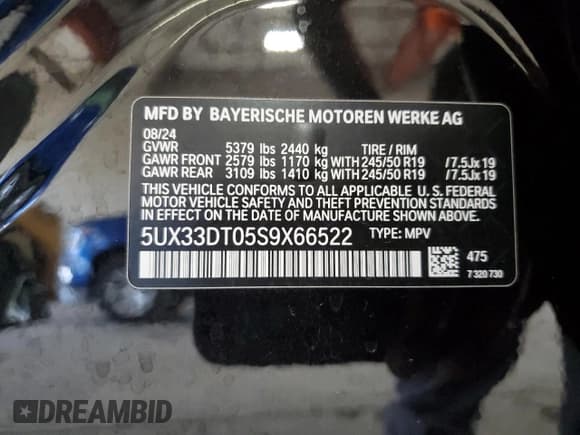 MFD BY BAYERISCHE MOTOREN WERKE AG
08/24
GVWR 5379 lbs 2440 kg TIRE / RIM
GAWR FRONT 2579 lbs 1170 kg WITH 245/50 R19 /7.5Jx19
GAWR REAR 3109 lbs 1410 kg WITH 245/50 R19 /7.5Jx19
THIS VEHICLE CONFORMS TO ALL APPLICABLE U. S. FEDERAL
MOTOR VEHICLE SAFETY AND THEFT PREVENTION STANDARDS
IN EFFECT ON THE DATE OF MANUFACTURE SHOWN ABOVE.
5UX33DT05S9X66522 TYPE: MPV
475
7 320 730
DREAMBID